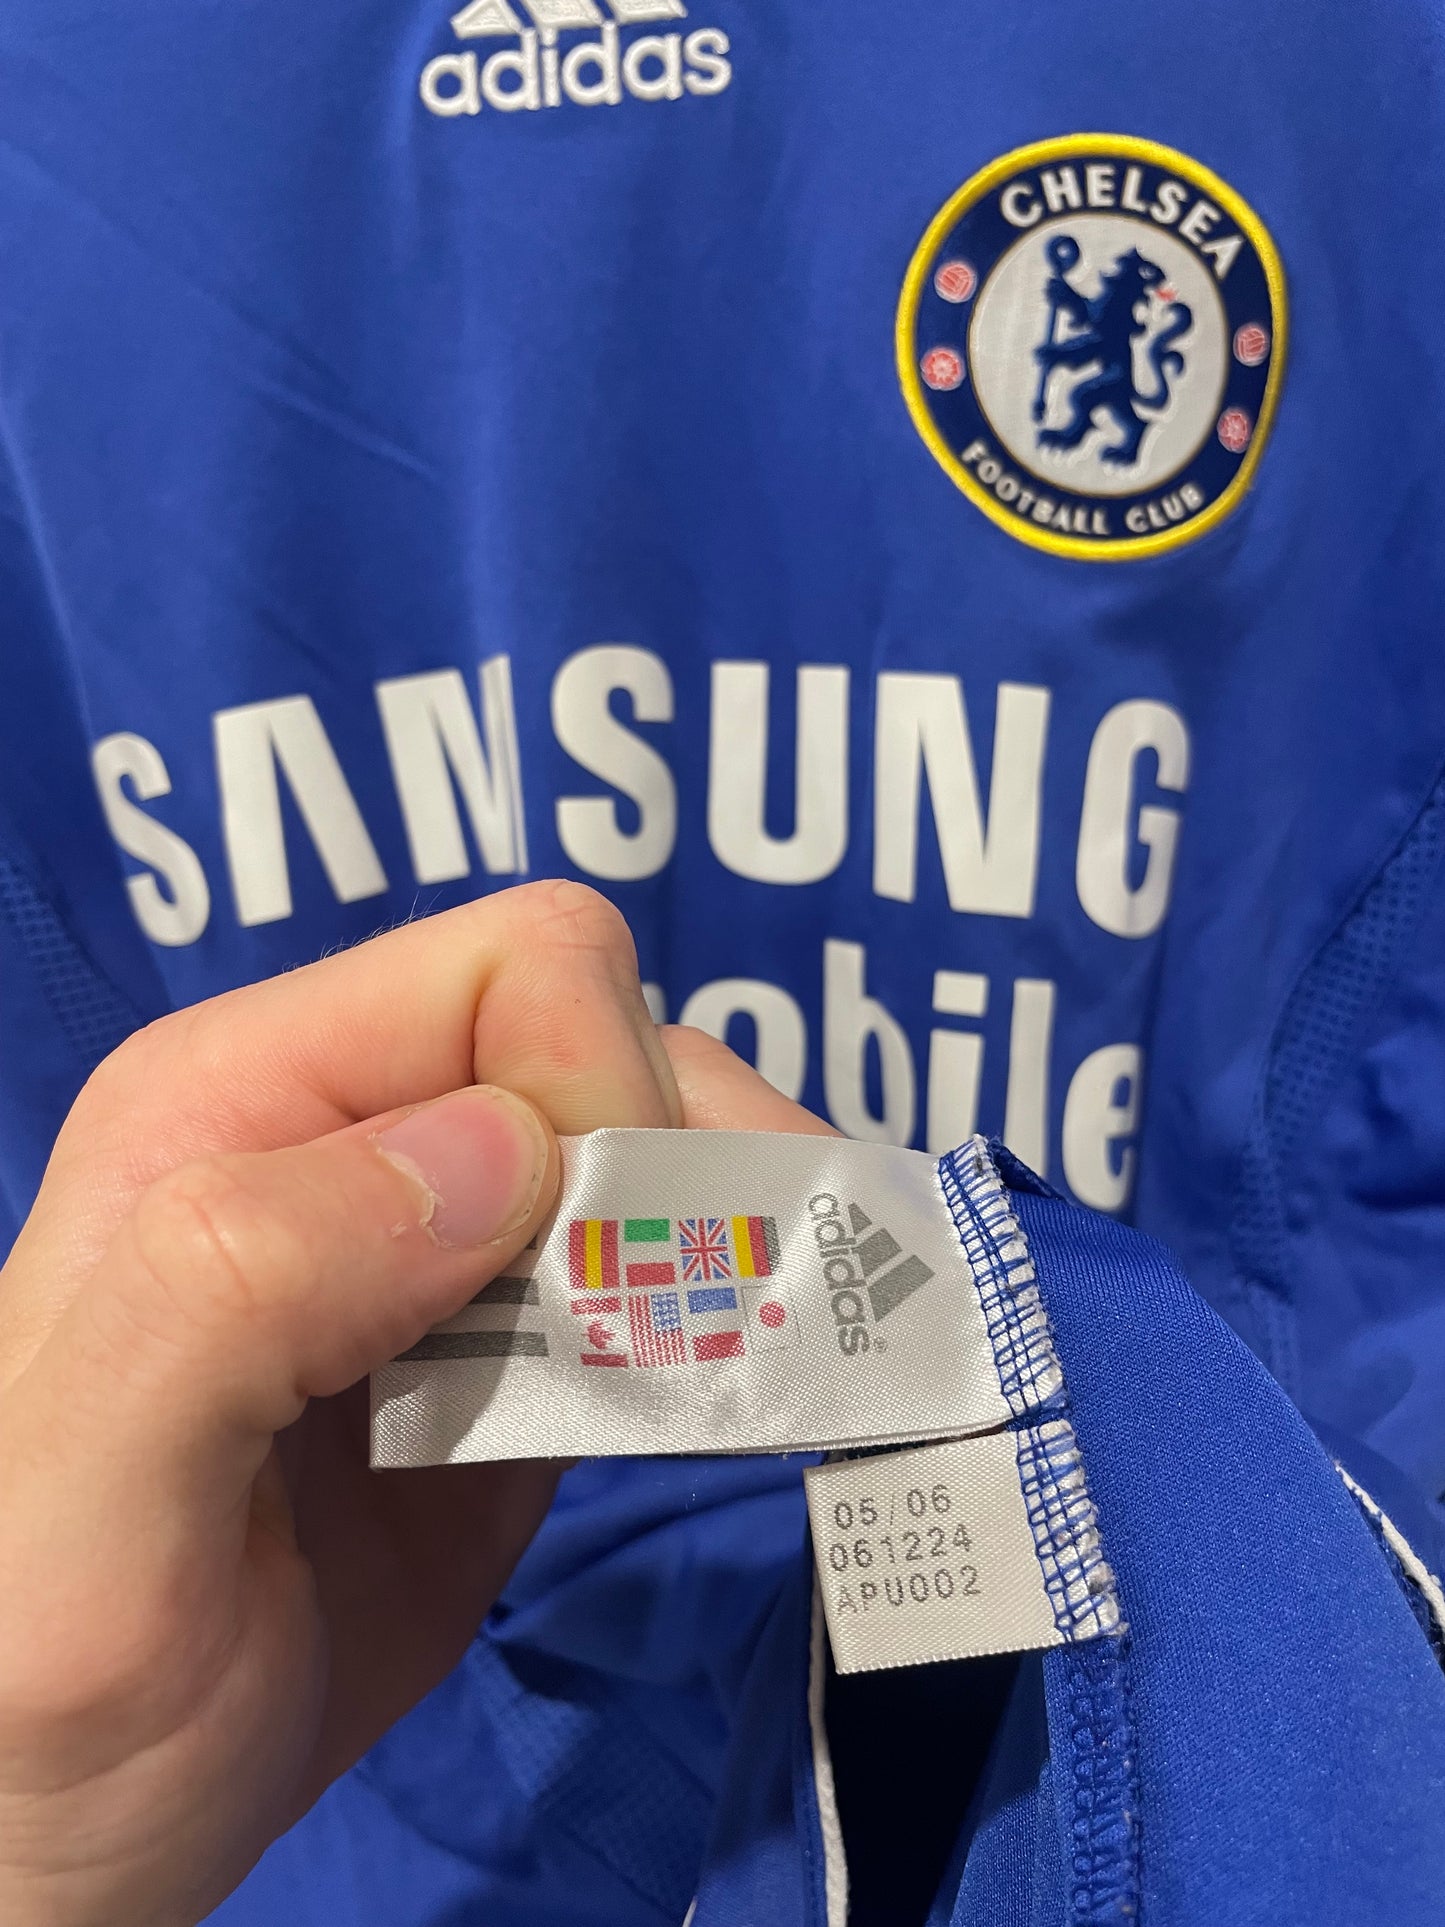 adidas
CHELSEA
FOOTBALL CLUB
SAMSUNG
mobile
adidas®
05/06
061224
APU002